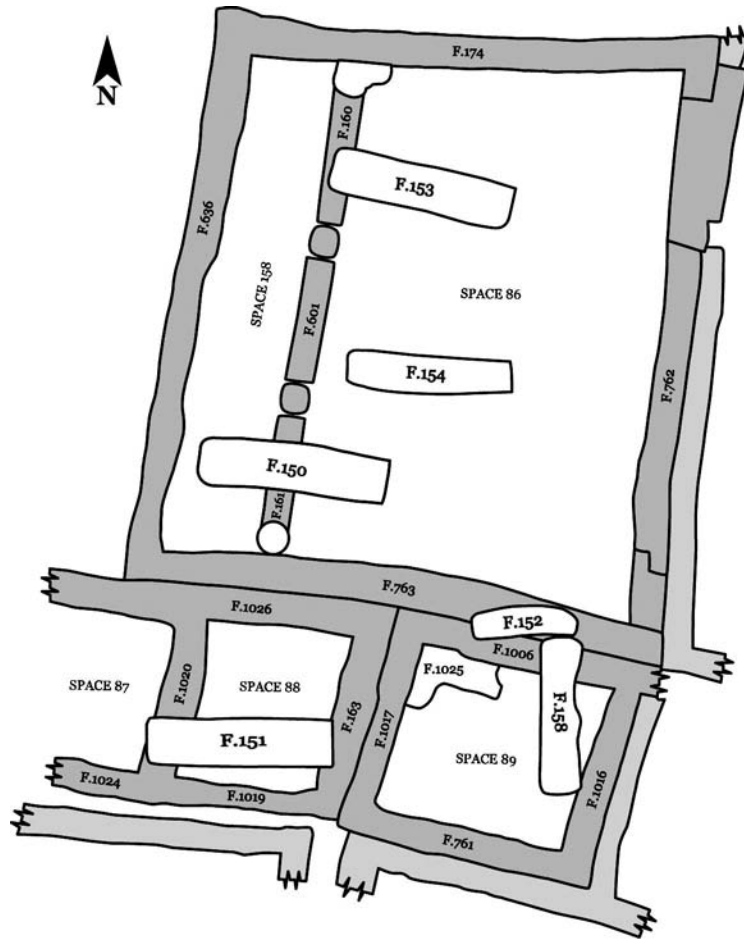 F.174
N
F.160
F.153
F.636
SPACE 158
SPACE 86
F.601
F.154
F.762
F.150
F.161
F.763
F.1026
F.152
F.1006
F.1025
F.1020
SPACE 87
SPACE 88
F.163
F.1017
F.158
F.151
SPACE 89
F.1024
F.1019
F.1016
F.761